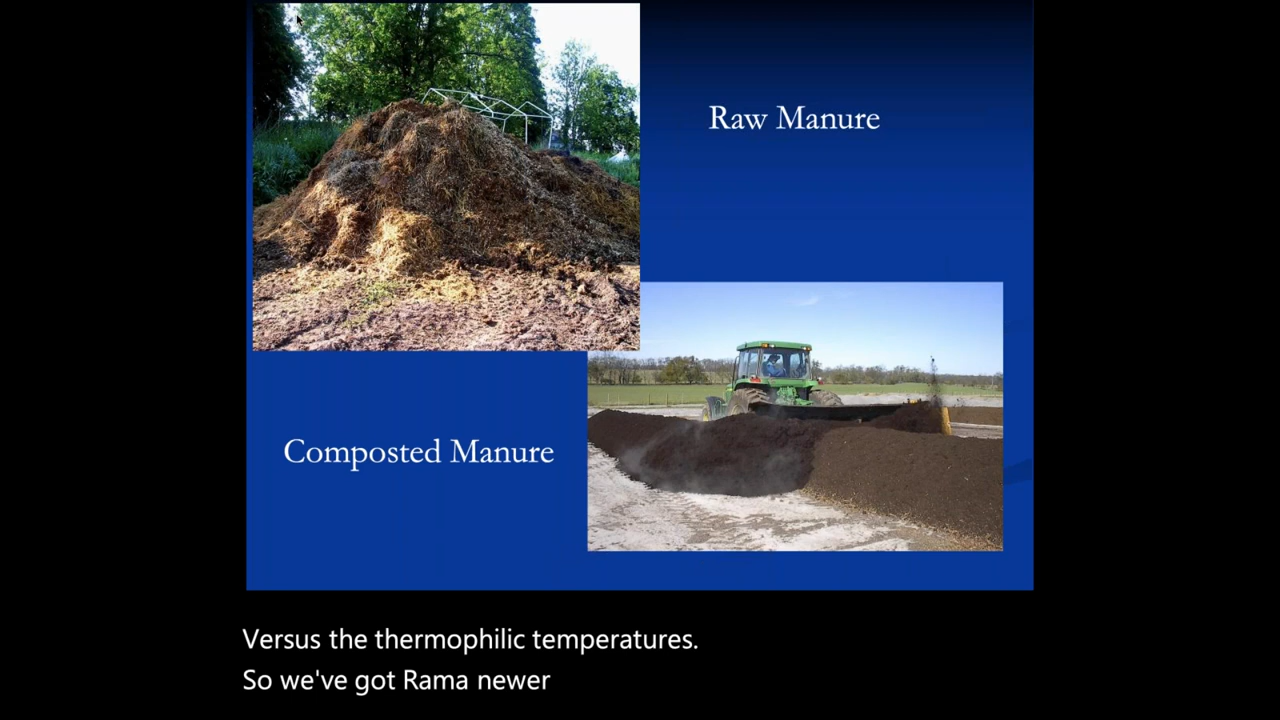 Raw Manure
Composted Manure
Versus the thermophilic temperatures.
So we've got Rama newer